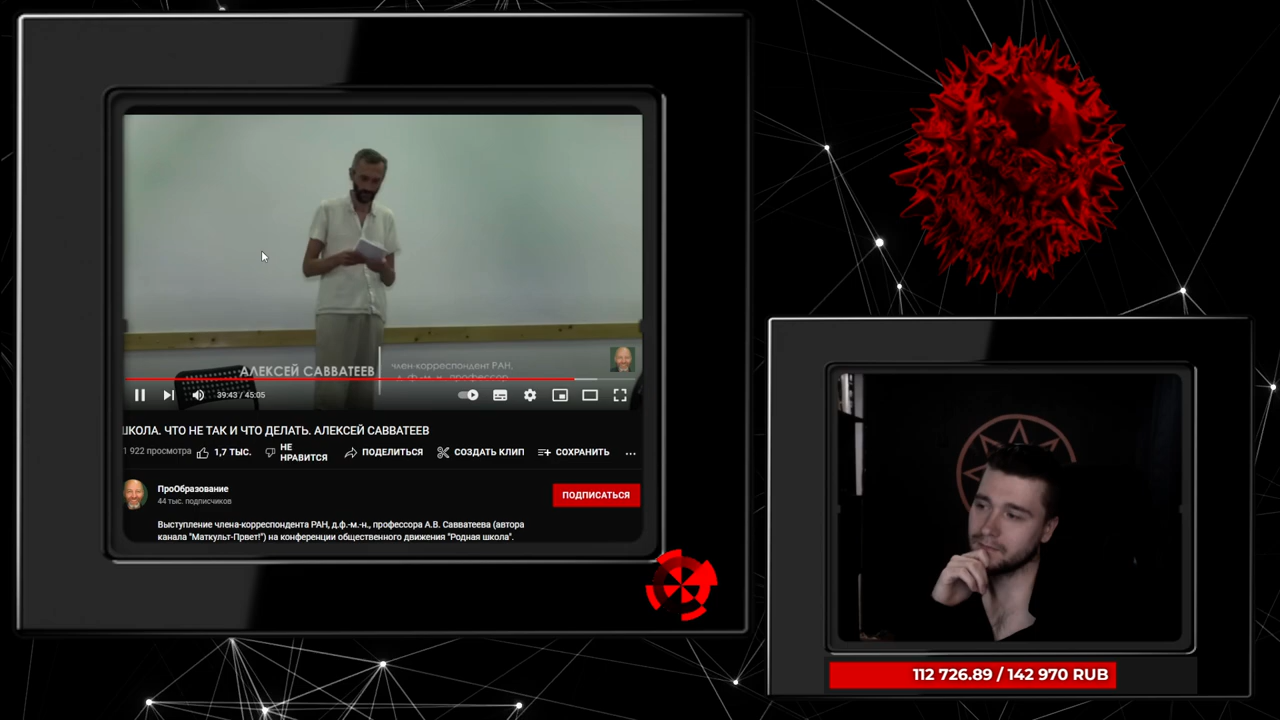 АЛЕКСЕЙ САВВАТЕЕВ
член-корреспондент РАН,
д.ф.-м.н., профессор
39:43 / 45:05
ШКОЛА. ЧТО НЕ ТАК И ЧТО ДЕЛАТЬ. АЛЕКСЕЙ САВВАТЕЕВ
1 922 просмотра
1,7 ТЫС.
НЕ
НРАВИТСЯ
ПОДЕЛИТЬСЯ
СОЗДАТЬ КЛИП
СОХРАНИТЬ
ПроОбразование
44 тыс. подписчиков
ПОДПИСАТЬСЯ
Выступление члена-корреспондента РАН, д.ф.-м.н., профессора А.В. Савватеева (автора
канала "Маткульт-Првет!") на конференции общественного движения "Родная школа".
112 726.89 / 142 970 RUB